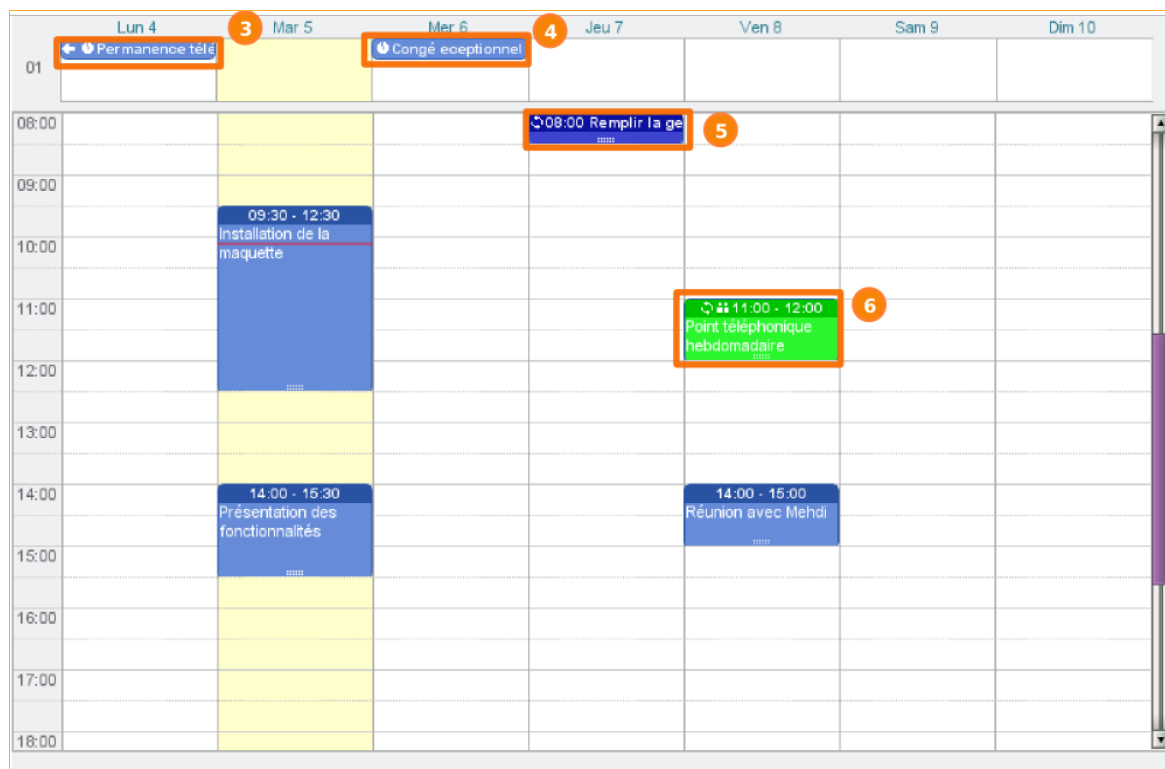 Lun 4 3 Mar 5 Mer 6 4 Jeu 7 Ven 8 Sam 9 Dim 10
01 Permanence télé Congé eceptionnel
08:00 08:00 Remplir la ge 5
09:00
09:30 - 12:30
Installation de la
10:00 maquette
11:00 11:00 - 12:00 6
Point téléphonique
hebdomadaire
12:00
13:00
14:00 14:00 - 15:30 14:00 - 15:00
Présentation des Réunion avec Mehdi
fonctionnalités
15:00
16:00
17:00
18:00